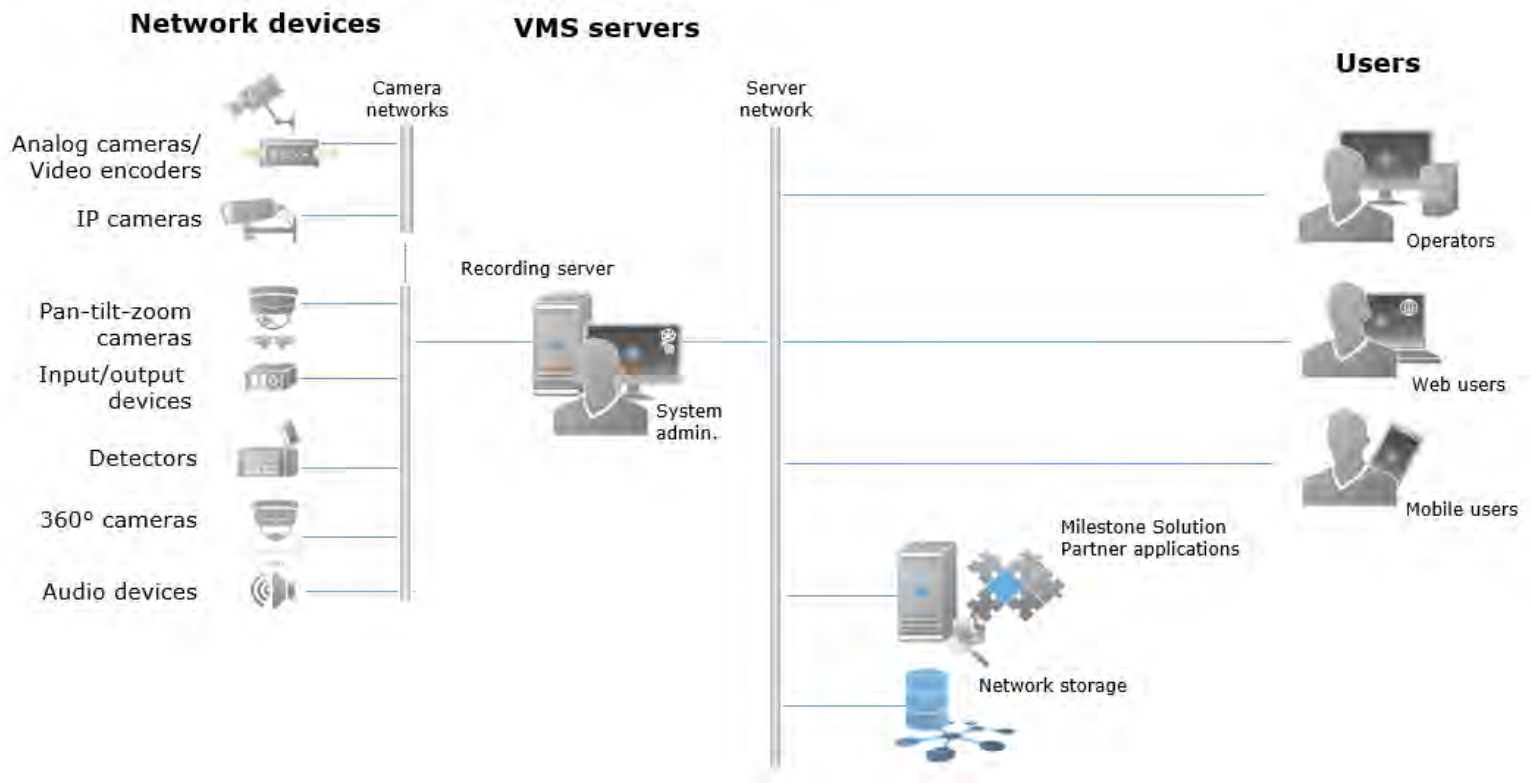 Network devices
VMS servers
Users
Camera
networks
Server
network
Analog cameras/
Video encoders
IP cameras
Pan-tilt-zoom
cameras
Input/output
devices
Detectors
360º cameras
Audio devices
Recording server
System
admin.
Operators
Web users
Mobile users
Milestone Solution
Partner applications
Network storage